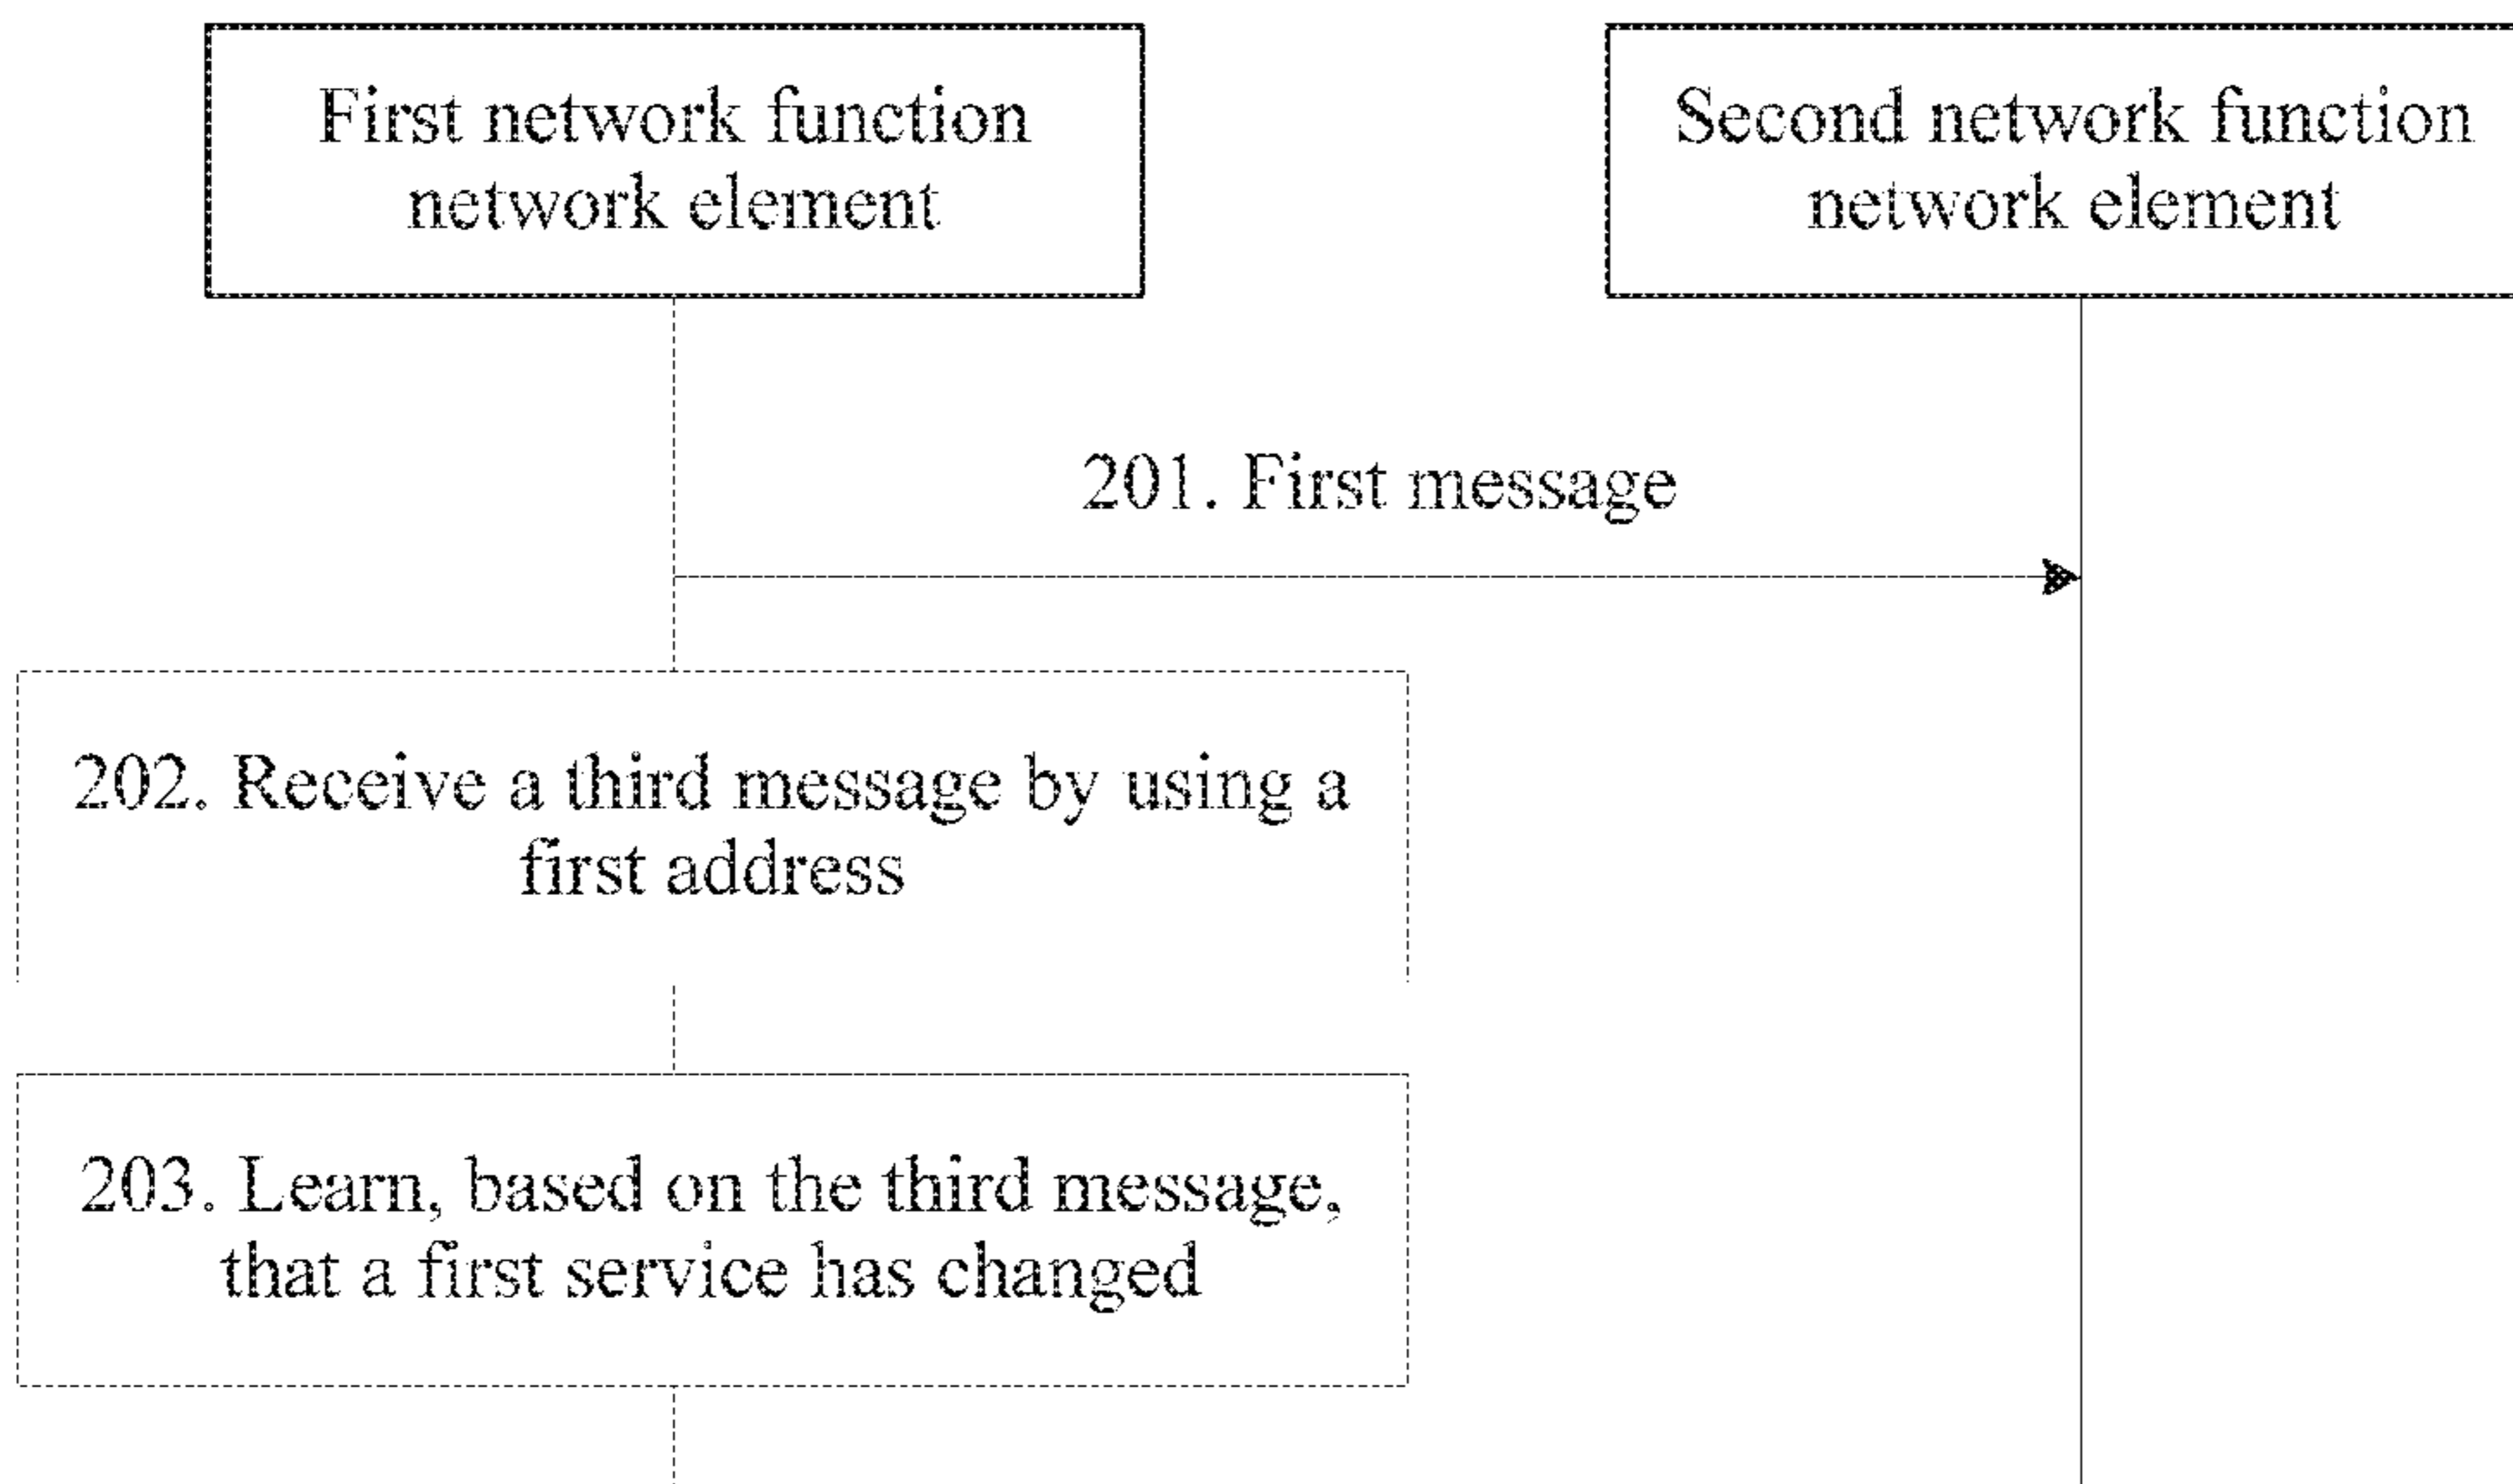 First network function
network element
Second network function
network element
201. First message
202. Receive a third message by using a
first address
203. Learn, based on the third message,
that a first service has changed